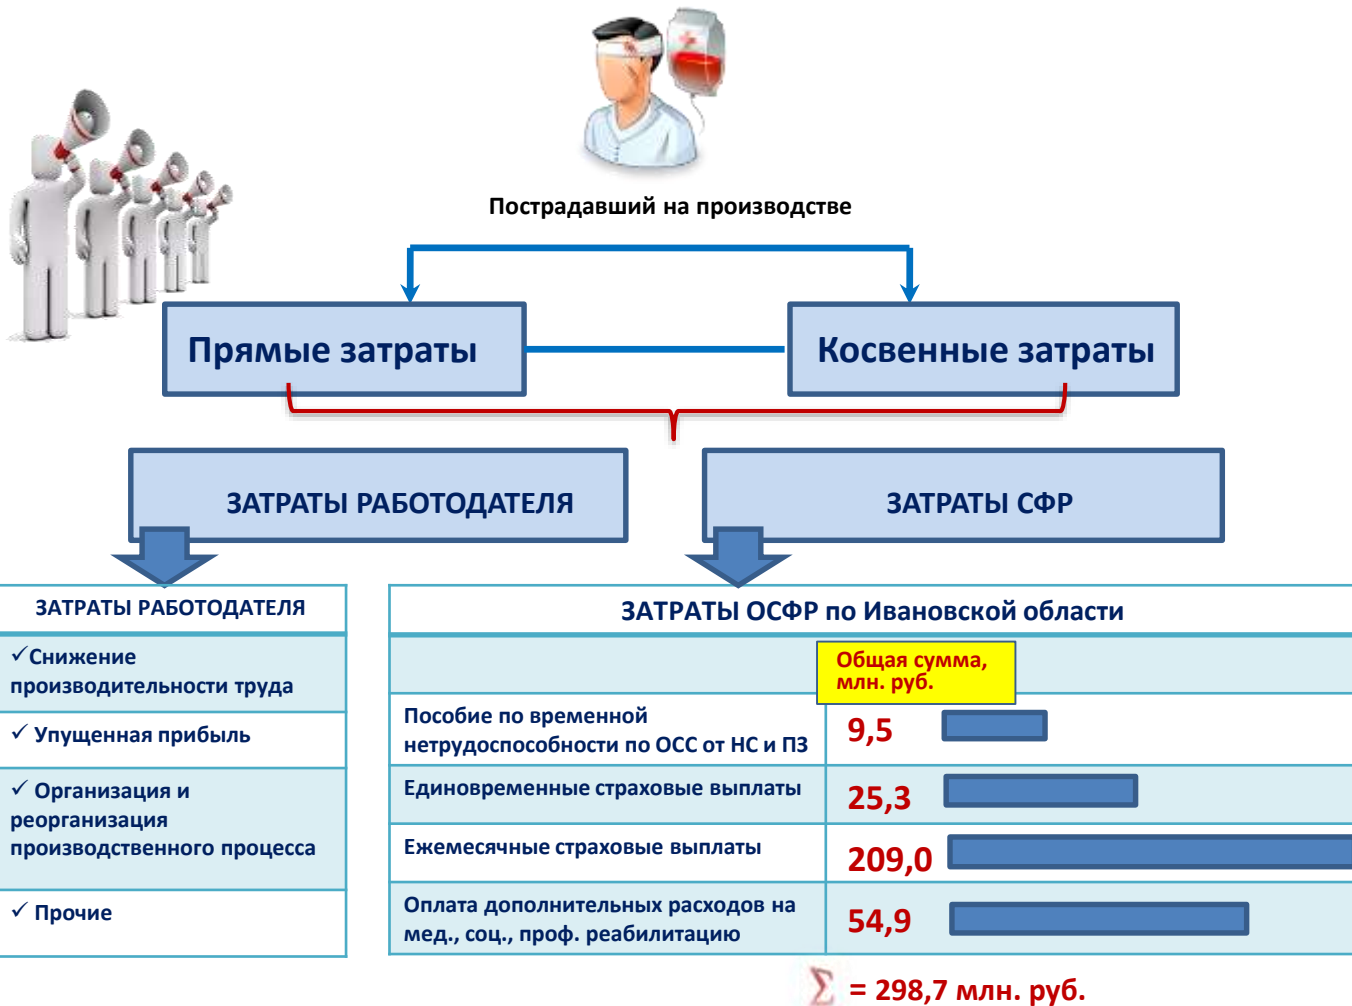 Пострадавший на производстве
Прямые затраты
Косвенные затраты
ЗАТРАТЫ РАБОТОДАТЕЛЯ
ЗАТРАТЫ СФР
ЗАТРАТЫ РАБОТОДАТЕЛЯ
✓Снижение
производительности труда
✓ Упущенная прибыль
✓ Организация и
реорганизация
производственного процесса
✓ Прочие
ЗАТРАТЫ ОСФР по Ивановской области
Общая сумма,
млн. руб.
Пособие по временной
нетрудоспособности по ОСС от НС и ПЗ
9,5
Единовременные страховые выплаты
25,3
Ежемесячные страховые выплаты
209,0
Оплата дополнительных расходов на
мед., соц., проф. реабилитацию
54,9
Σ = 298,7 млн. руб.